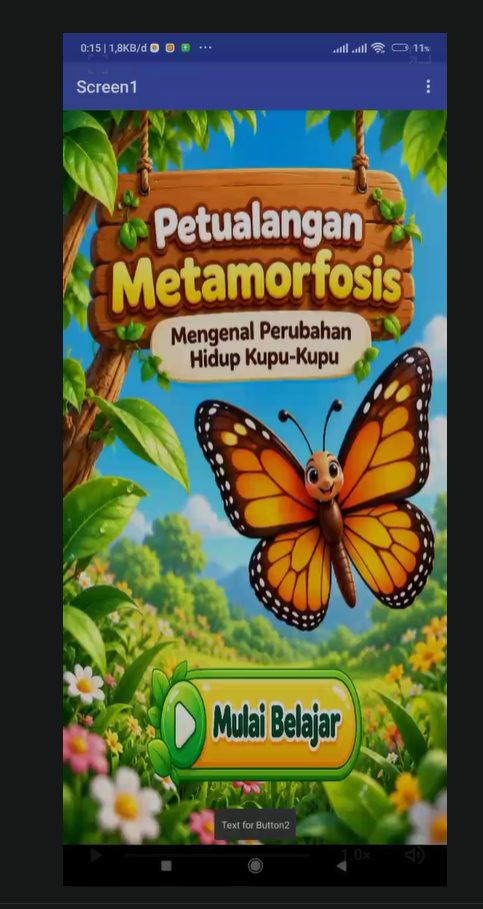 0:15 | 1,8KB/d
11%
Screen1
Petualangan
Metamorfosis
Mengenal Perubahan
Hidup Kupu-Kupu
Mulai Belajar
Text for Button2
1.0×